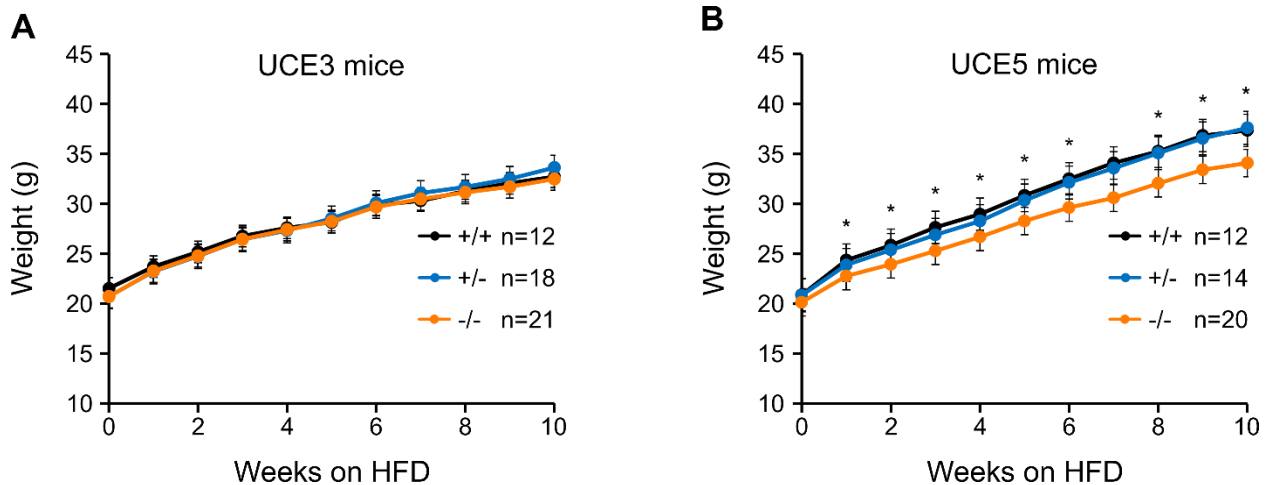 A
UCE3 mice
45
40
35
30
25
20
15
10
Weight (g)
+/+ n=12
+/- n=18
-/- n=21
0 2 4 6 8 10
Weeks on HFD
B
UCE5 mice
45
40
35
30
25
20
15
10
Weight (g)
* * * * * * * * *
+/+ n=12
+/- n=14
-/- n=20
0 2 4 6 8 10
Weeks on HFD